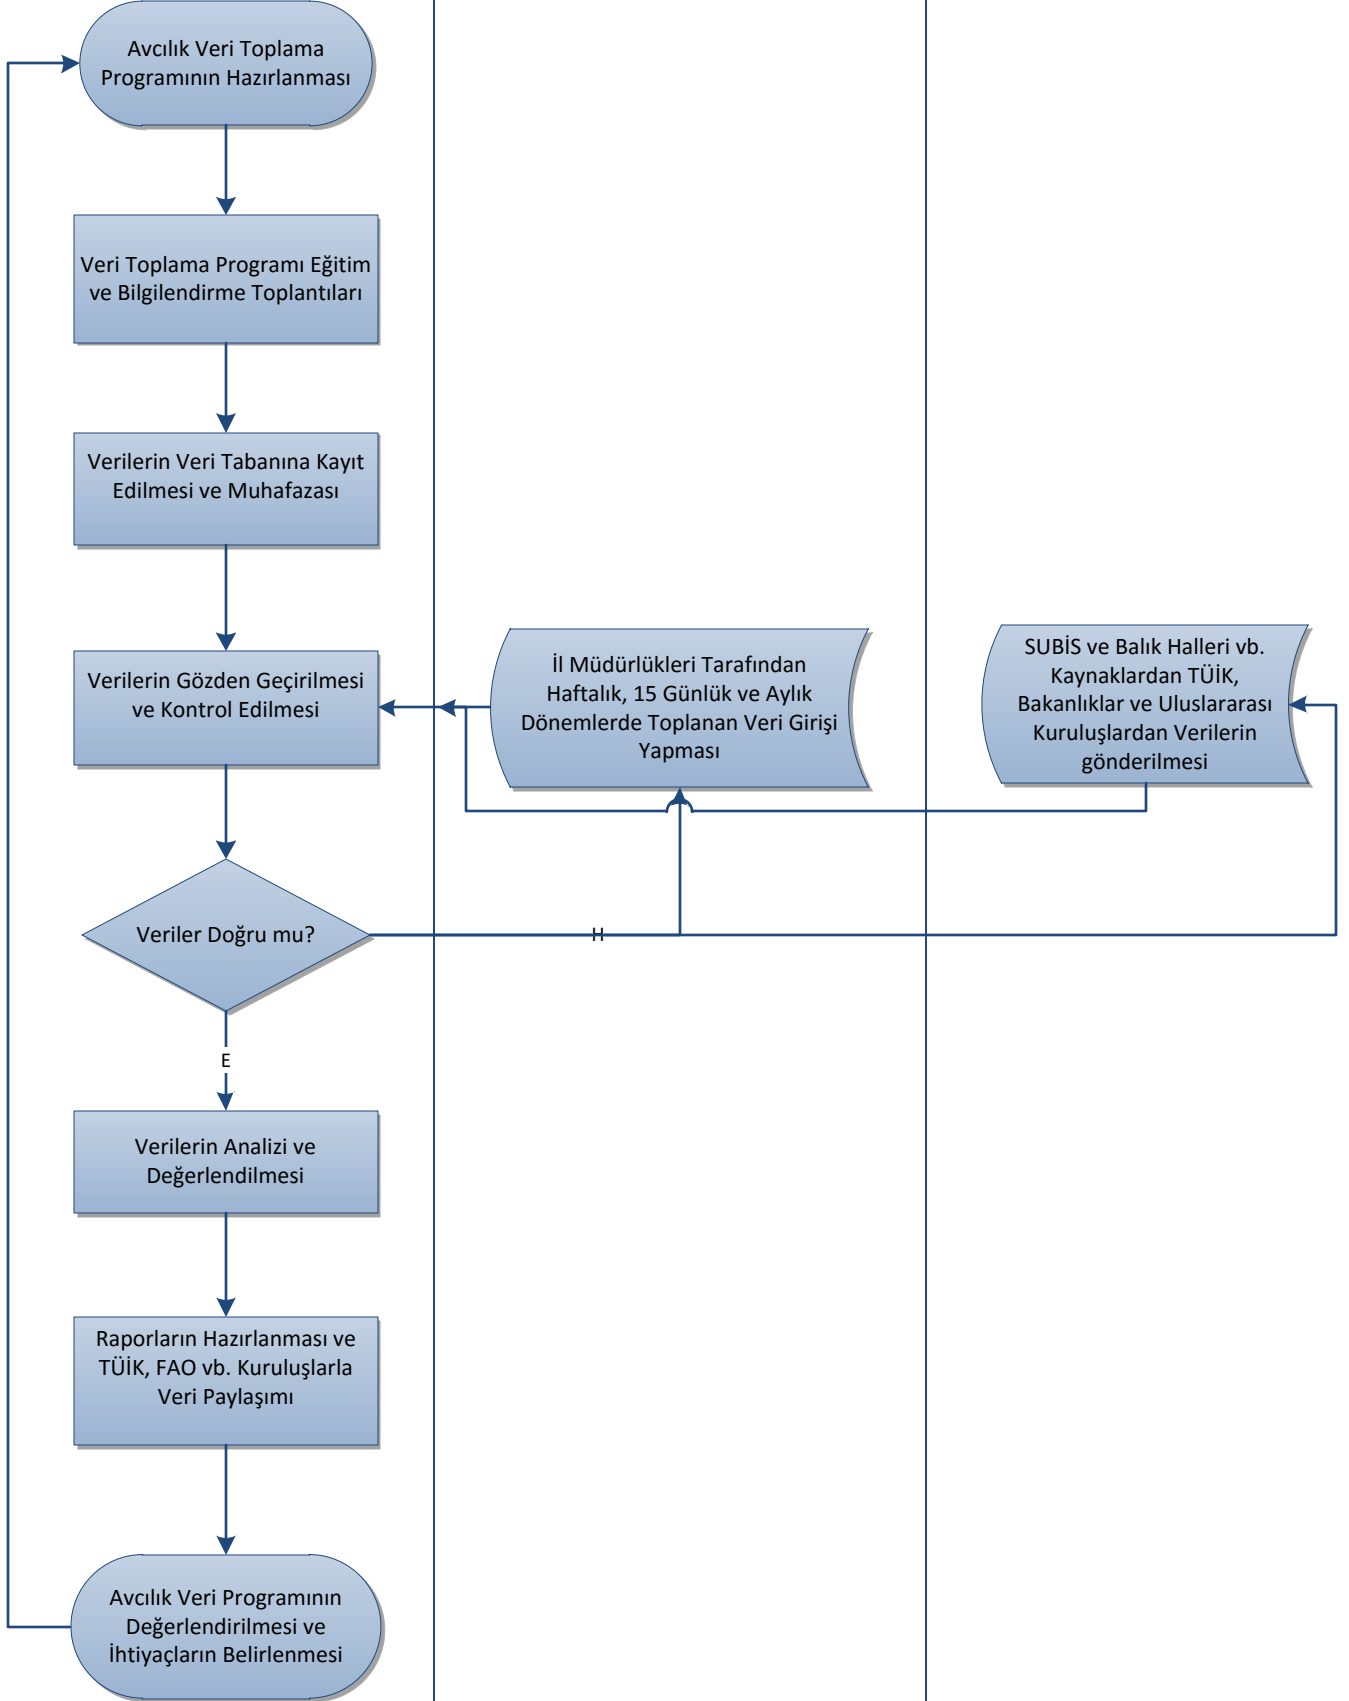 Avcılık Veri Toplama
Programının Hazırlanması
Veri Toplama Programı Eğitim
ve Bilgilendirme Toplantıları
Verilerin Veri Tabanına Kayıt
Edilmesi ve Muhafazası
Verilerin Gözden Geçirilmesi
ve Kontrol Edilmesi
İl Müdürlükleri Tarafından
Haftalık, 15 Günlük ve Aylık
Dönemlerde Toplanan Veri Girişi
Yapması
SUBİS ve Balık Halleri vb.
Kaynaklardan TÜİK,
Bakanlıklar ve Uluslararası
Kuruluşlardan Verilerin
gönderilmesi
Veriler Doğru mu?
H
E
Verilerin Analizi ve
Değerlendilmesi
Raporların Hazırlanması ve
TÜİK, FAO vb. Kuruluşlarla
Veri Paylaşımı
Avcılık Veri Programının
Değerlendirilmesi ve
İhtiyaçların Belirlenmesi